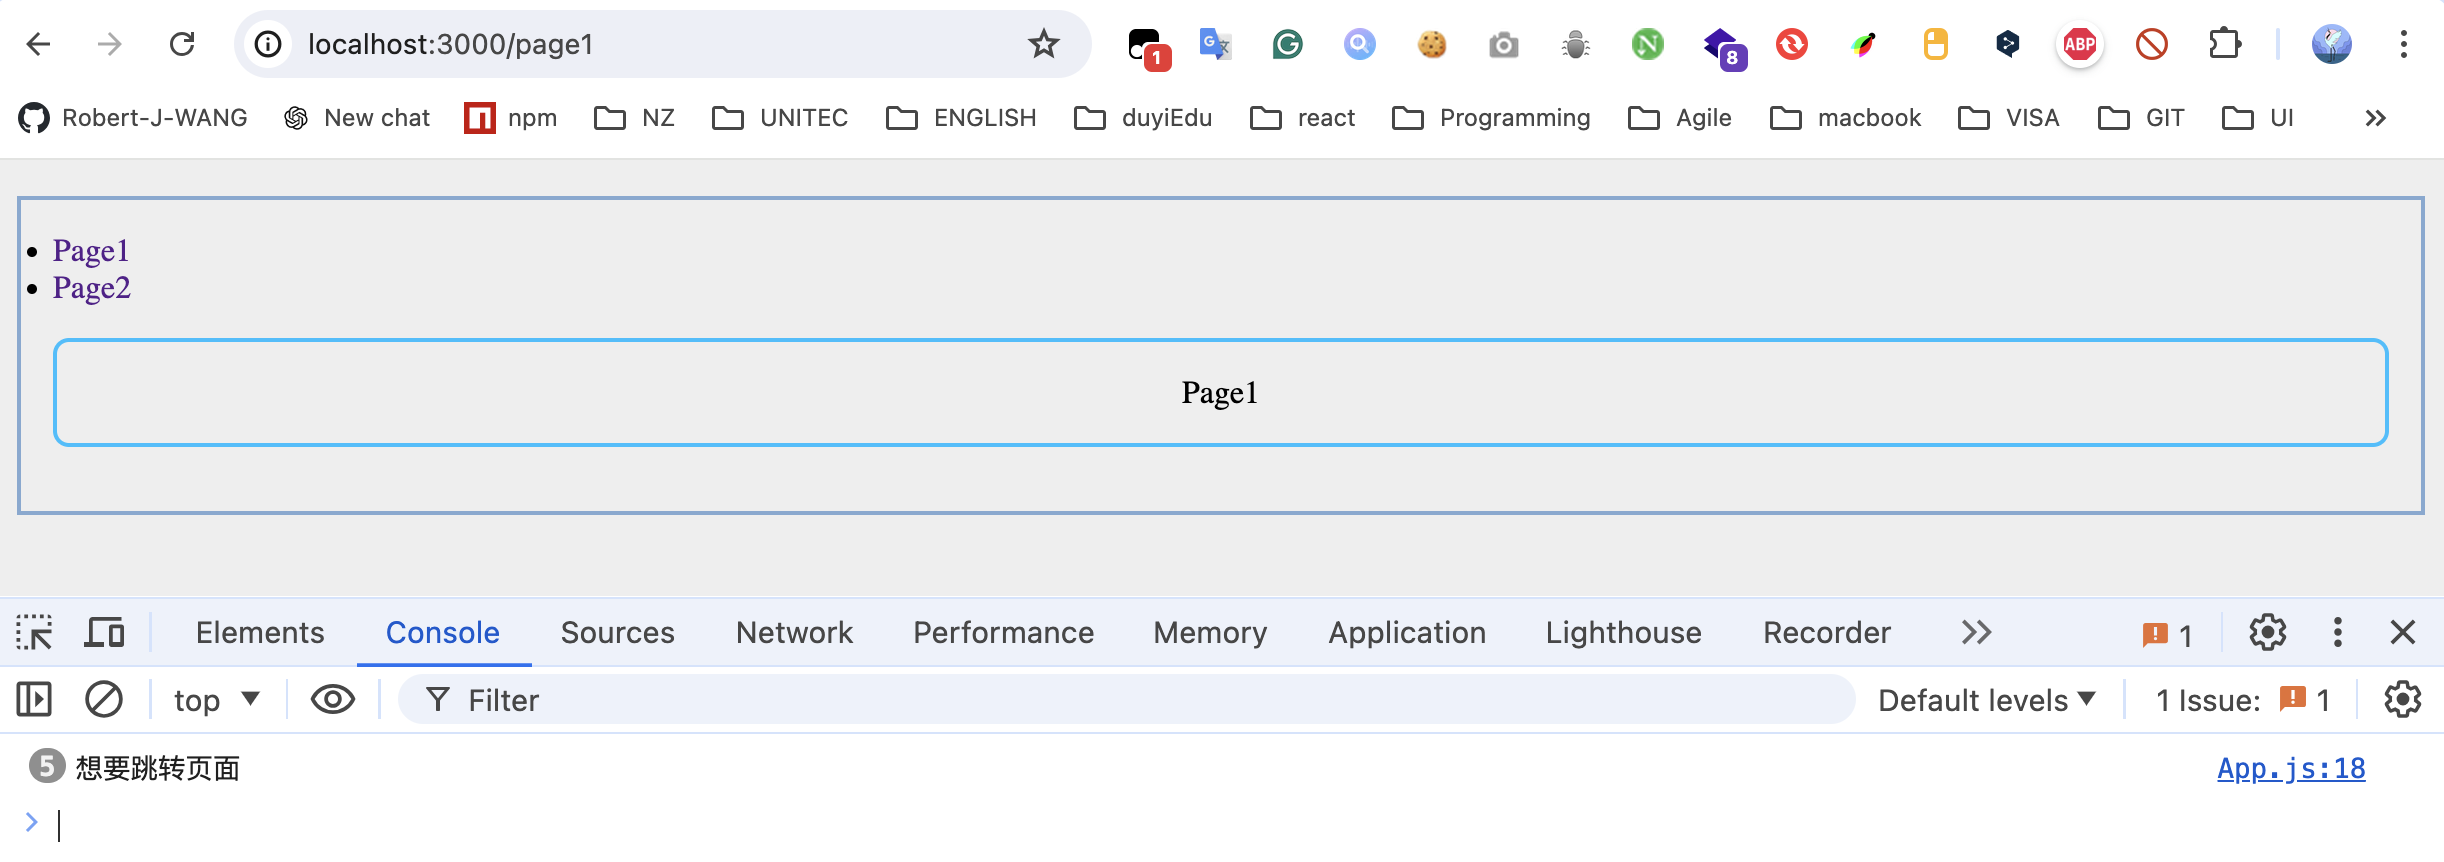 localhost:3000/page1
1
G
8
ABP
Robert-J-WANG New chat npm NZ UNITEC ENGLISH duyiEdu react Programming Agile macbook VISA GIT UI
Page1
Page2
Page1
Elements Console Sources Network Performance Memory Application Lighthouse Recorder 1
top Filter Default levels 1 Issue: 1
5 想要跳转页面 App.js:18